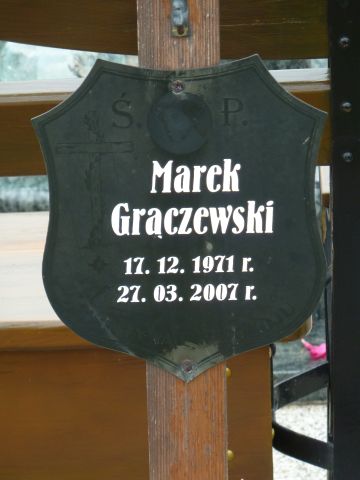 Ś. P.
Marek
Grączewski
17. 12. 1971 r.
27. 03. 2007 r.